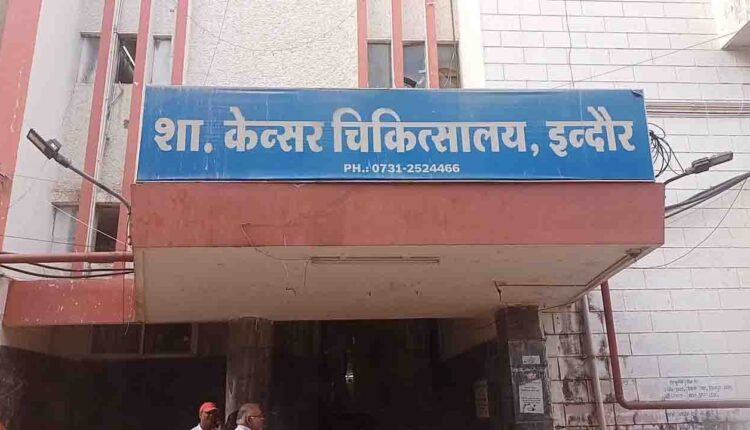 शा. केन्सर चिकित्सालय, इन्दौर
PH.: 0731-2524466